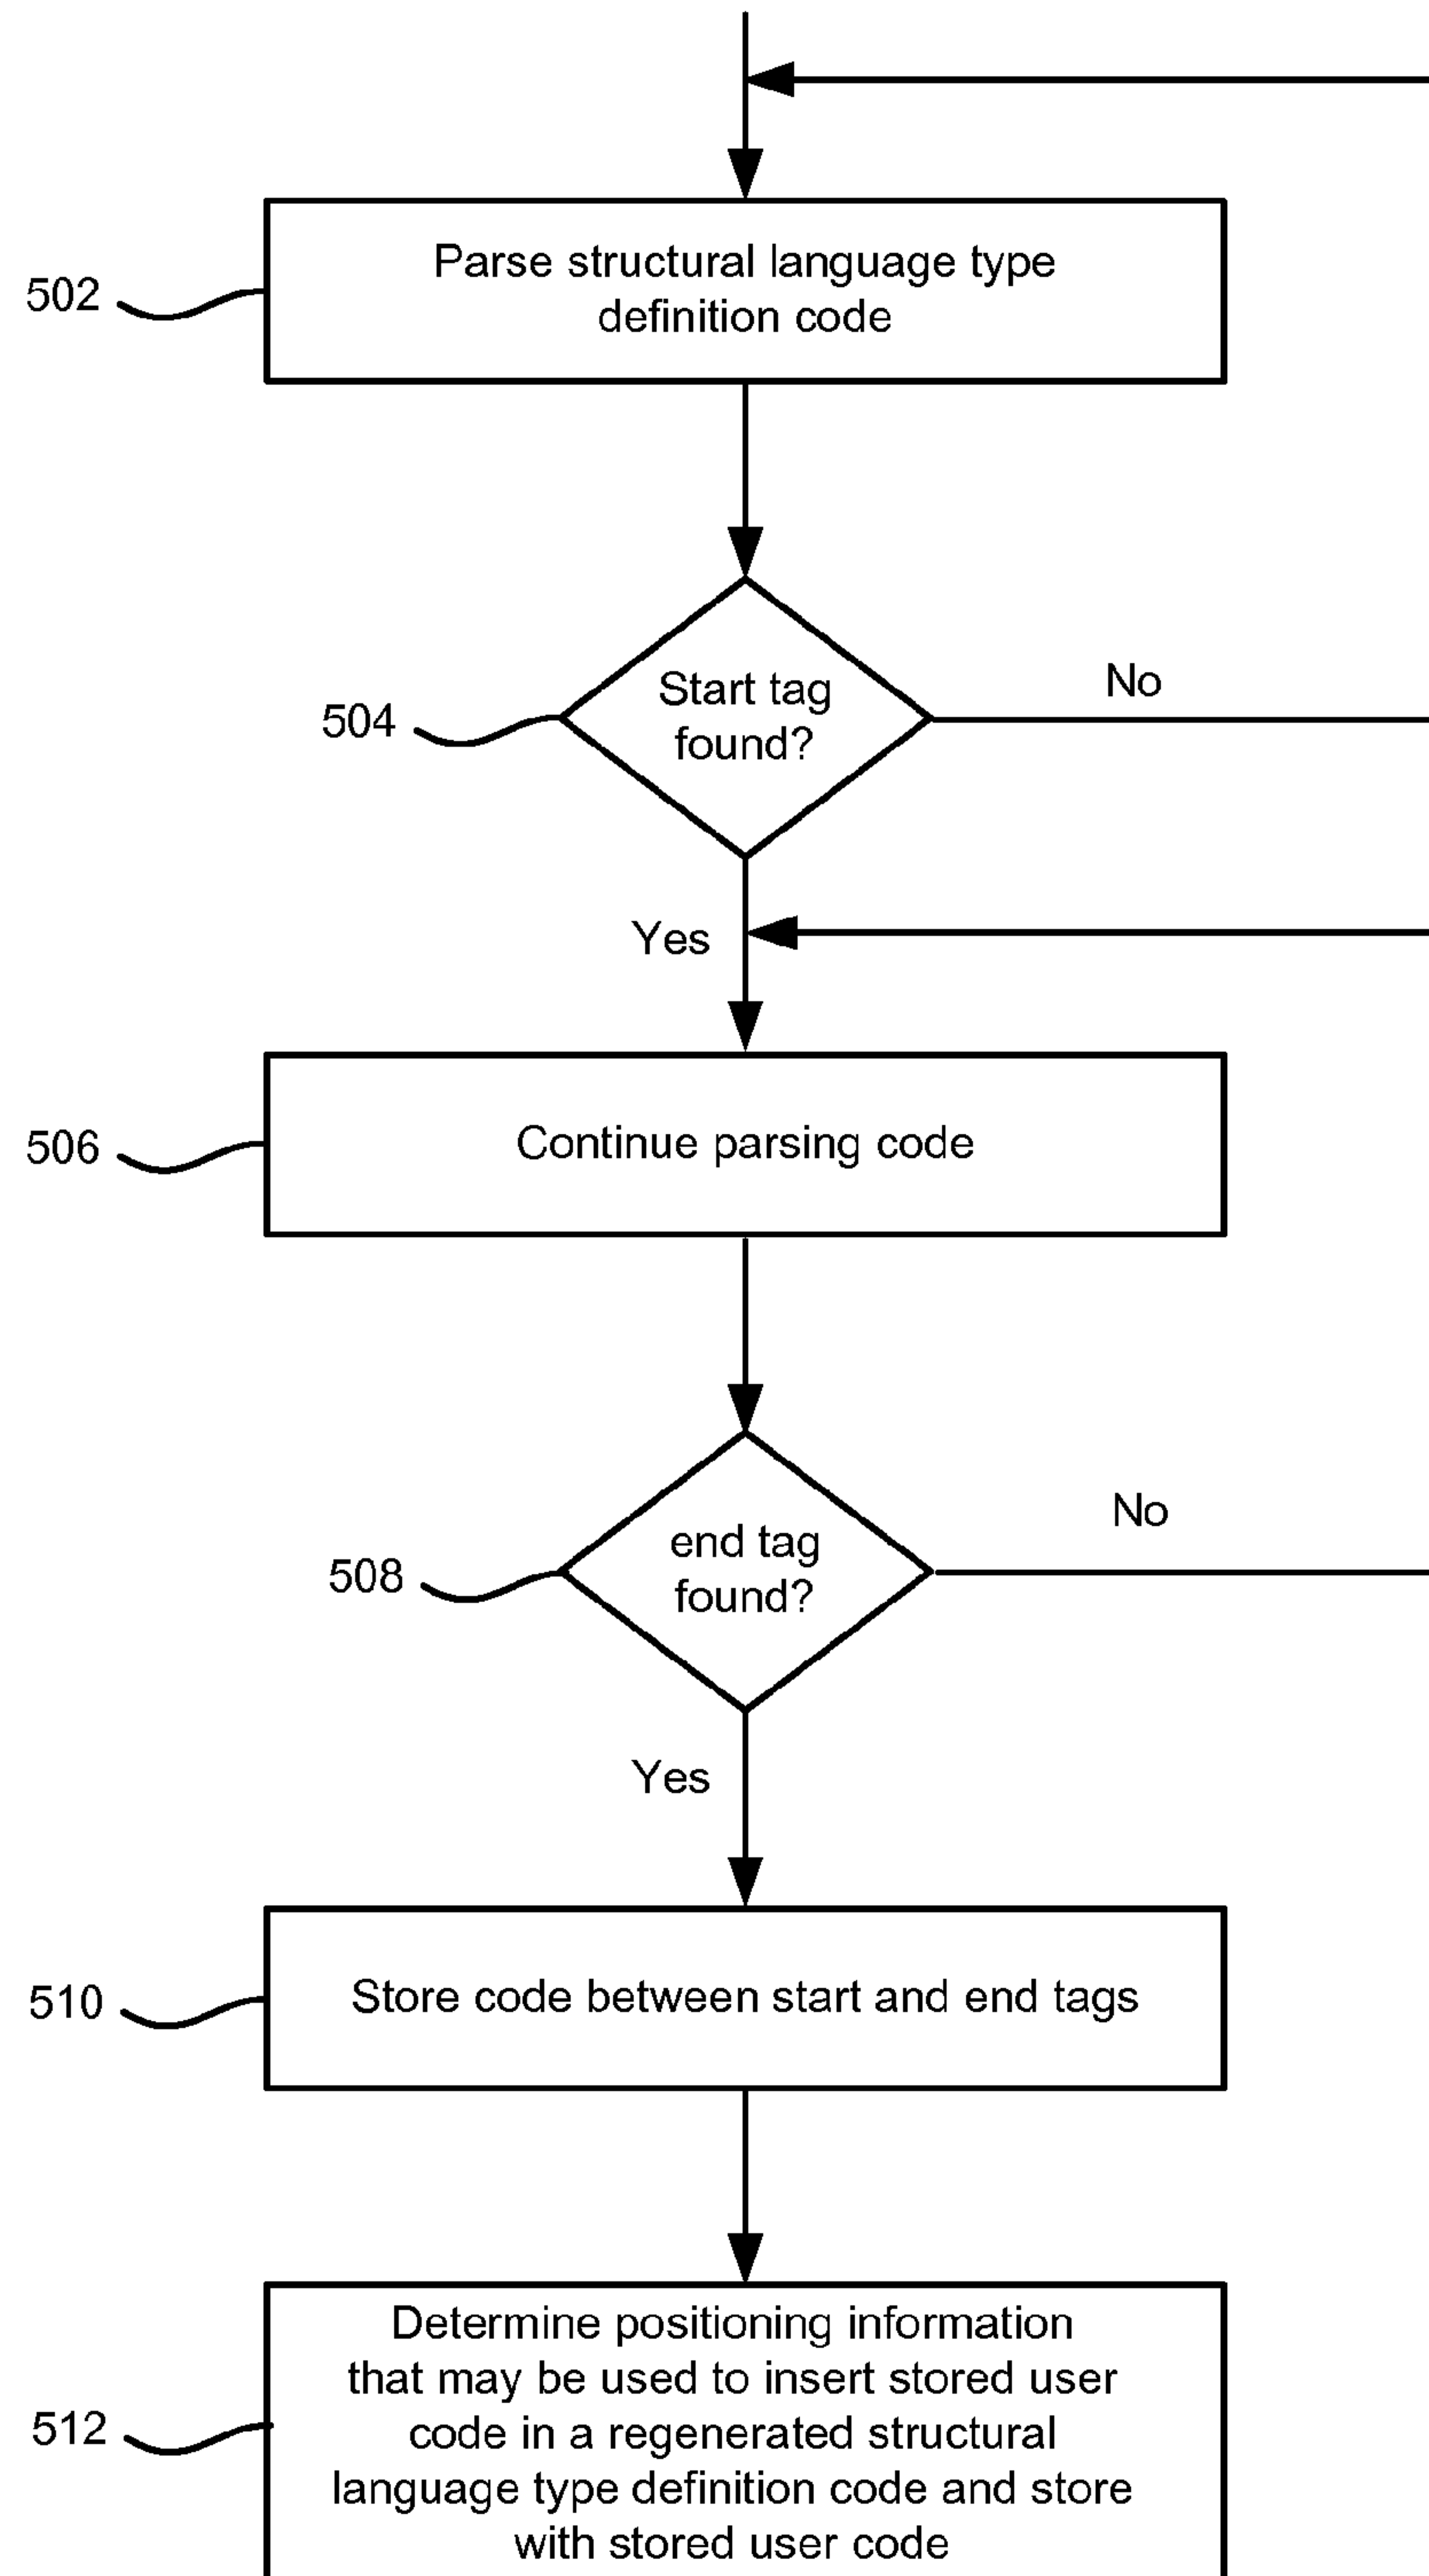 Parse structural language type
definition code
502
Start tag
found?
No
504
Yes
Continue parsing code
506
end tag
found?
No
508
Yes
Store code between start and end tags
510
Determine positioning information
that may be used to insert stored user
code in a regenerated structural
language type definition code and store
with stored user code
512